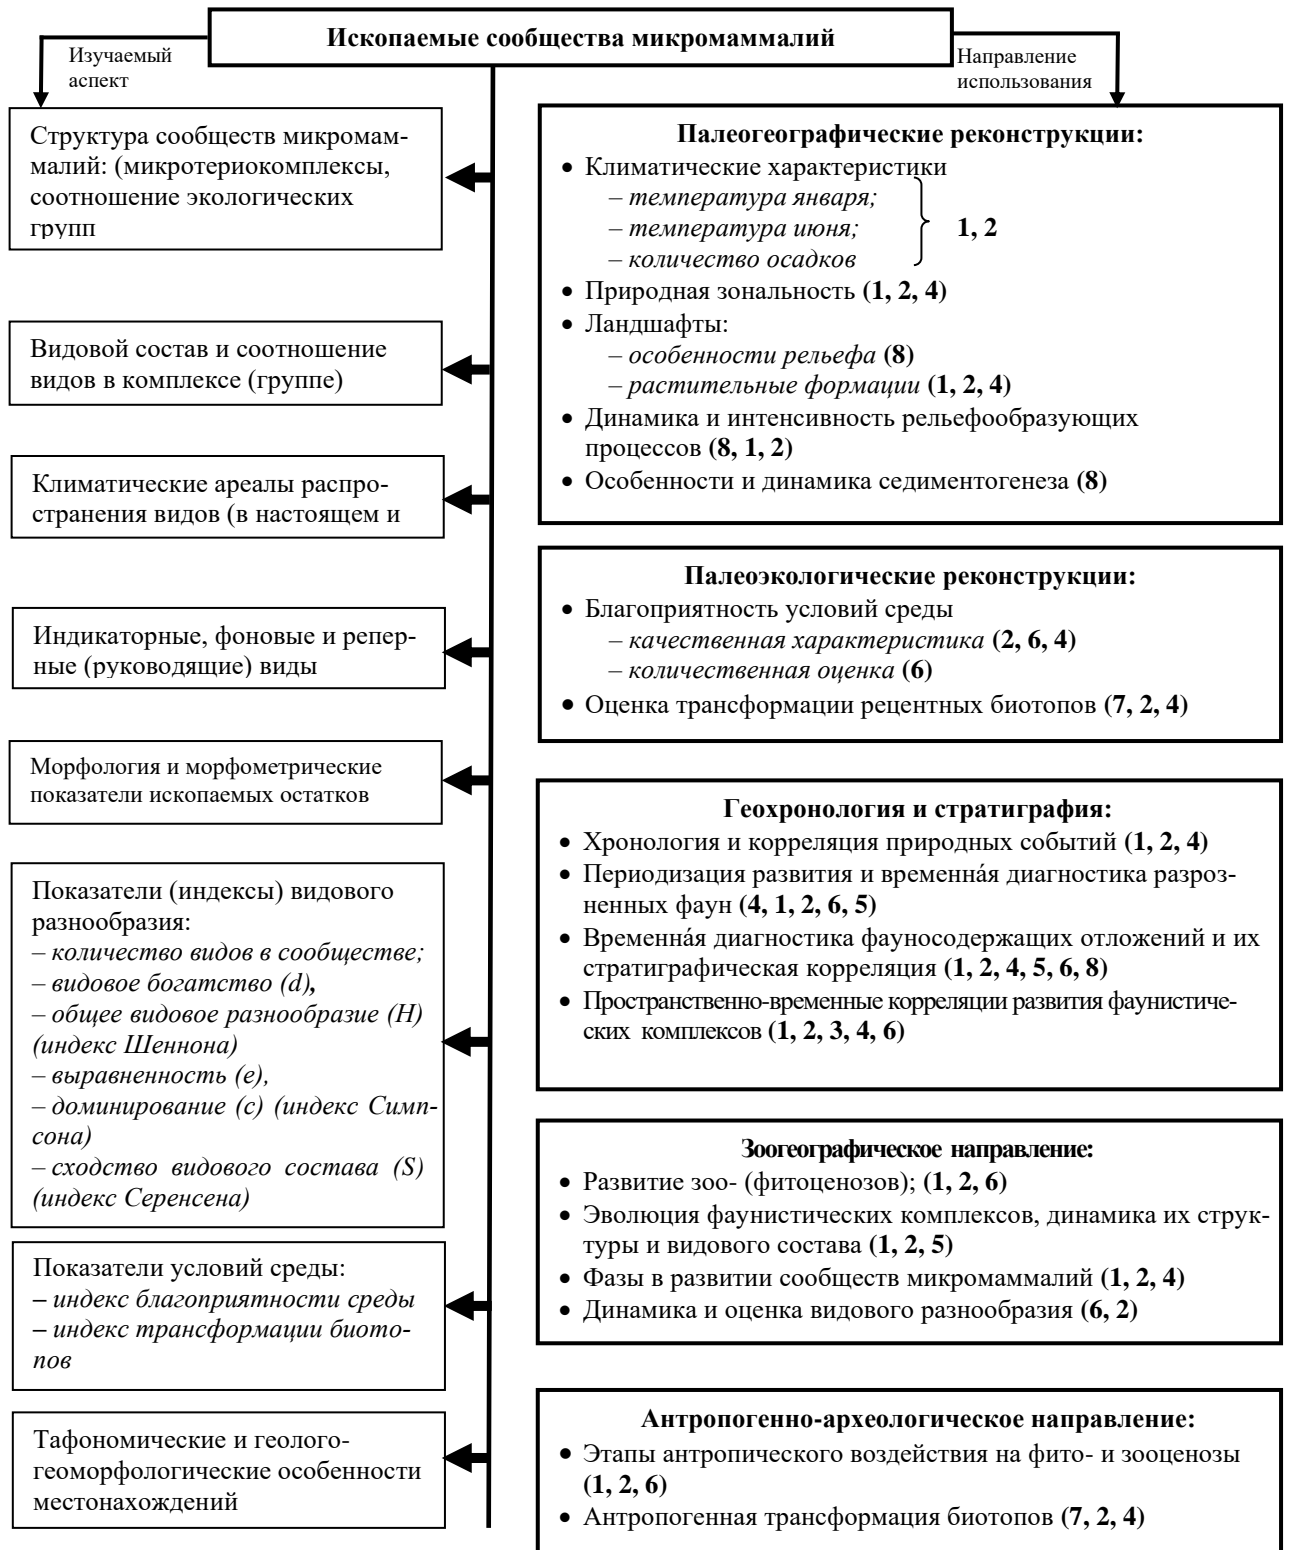 Ископаемые сообщества микромаммалий
Изучаемый
аспект
Направление
использования
Структура сообществ микромам-
малий: (микротериокомплексы,
соотношение экологических
групп
Видовой состав и соотношение
видов в комплексе (группе)
Климатические ареалы распро-
странения видов (в настоящем и
Индикаторные, фоновые и репер-
ные (руководящие) виды
Морфология и морфометрические
показатели ископаемых остатков
Показатели (индексы) видового
разнообразия:
– количество видов в сообществе;
– видовое богатство (d),
– общее видовое разнообразие (H)
(индекс Шеннона)
– выравненность (e),
– доминирование (c) (индекс Симп-
сона)
– сходство видового состава (S)
(индекс Серенсена)
Показатели условий среды:
– индекс благоприятности среды
– индекс трансформации биото-
пов
Тафономические и геолого-
геоморфологические особенности
местонахождений
Палеогеографические реконструкции:
• Климатические характеристики
– температура января;
– температура июня;
– количество осадков
1, 2
• Природная зональность (1, 2, 4)
• Ландшафты:
– особенности рельефа (8)
– растительные формации (1, 2, 4)
• Динамика и интенсивность рельефообразующих
процессов (8, 1, 2)
• Особенности и динамика седиментогенеза (8)
Палеоэкологические реконструкции:
• Благоприятность условий среды
– качественная характеристика (2, 6, 4)
– количественная оценка (6)
• Оценка трансформации рецентных биотопов (7, 2, 4)
Геохронология и стратиграфия:
• Хронология и корреляция природных событий (1, 2, 4)
• Периодизация развития и временна́я диагностика разроз-
ненных фаун (4, 1, 2, 6, 5)
• Временна́я диагностика фауносодержащих отложений и их
стратиграфическая корреляция (1, 2, 4, 5, 6, 8)
• Пространственно-временные корреляции развития фаунистиче-
ских комплексов (1, 2, 3, 4, 6)
Зоогеографическое направление:
• Развитие зоо- (фитоценозов); (1, 2, 6)
• Эволюция фаунистических комплексов, динамика их струк-
туры и видового состава (1, 2, 5)
• Фазы в развитии сообществ микромаммалий (1, 2, 4)
• Динамика и оценка видового разнообразия (6, 2)
Антропогенно-археологическое направление:
• Этапы антропического воздействия на фито- и зооценозы
(1, 2, 6)
• Антропогенная трансформация биотопов (7, 2, 4)